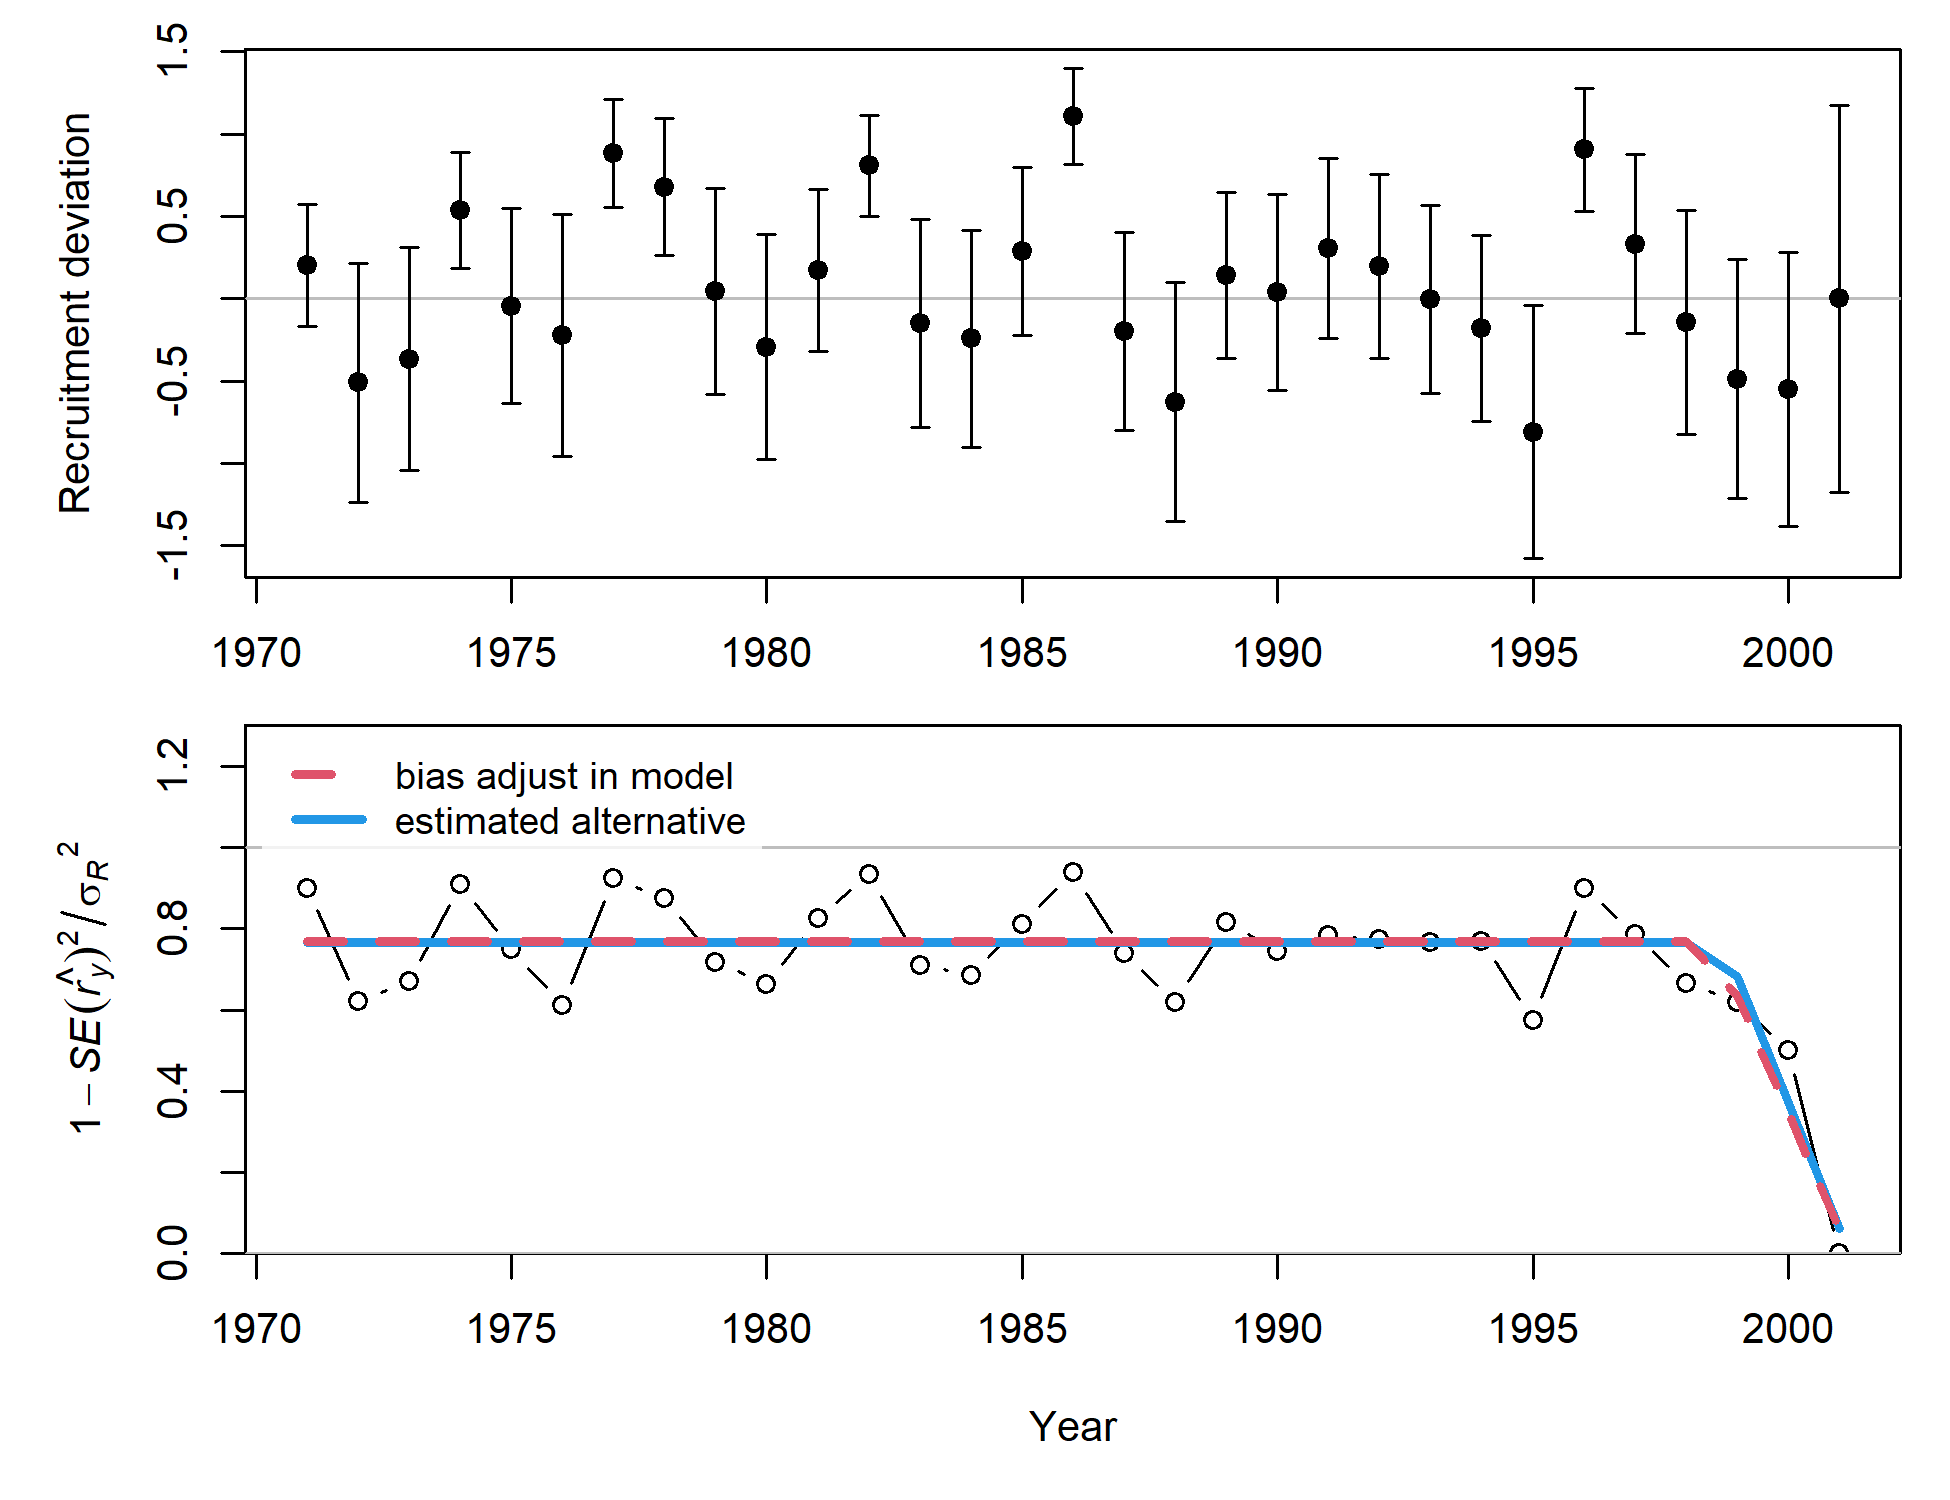 Recruitment deviation
1.5
0.5
-0.5
-1.5
1970 1975 1980 1985 1990 1995 2000
bias adjust in model
estimated alternative
1 − SE(r̂y)² / σR²
1.2
0.8
0.4
0.0
1970 1975 1980 1985 1990 1995 2000
Year